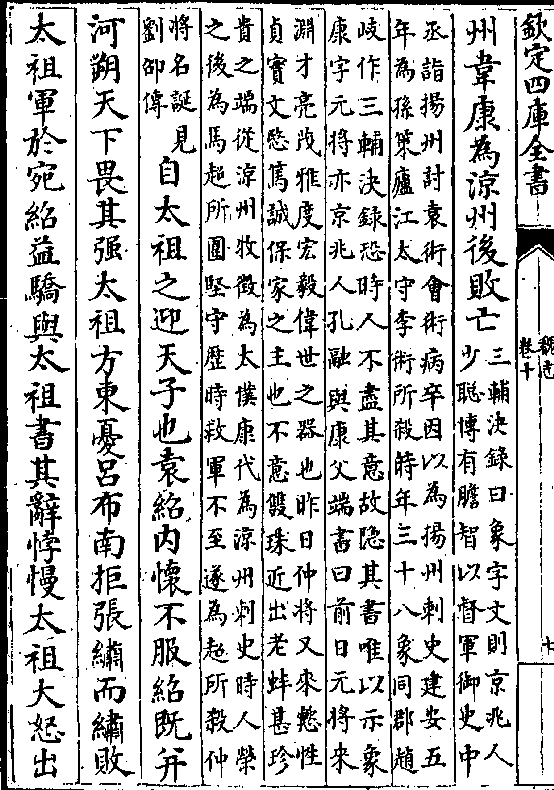 欽定四庫全書
魏志
卷十
七
州韋康為涼州後敗亡三輔決録曰象字文則京兆人
少聰博有膽智以督軍御史中
丞詣揚州討袁術會術病卒因以為揚州刺史建安五
年為孫策廬江太守李術所殺時年三十八象同郡趙
岐作三輔決録恐時人不盡其意故隐其書唯以示象
康字元將亦京兆人孔融與康父端書曰前日元將來
淵才亮茂雅度宏毅偉世之器也昨日仲將又來懿性
貞實文愍篤誠保家之主也不意雙珠近出老蚌甚珍
貴之端從涼州牧徵為太僕康代為涼州刺史時人榮
之後為馬超所圍堅守歴時救軍不至遂為超所殺仲
將名誕見
劉邵傳
自太祖之迎天子也袁紹内懷不服紹既并
河朔天下畏其强太祖方東憂吕布南拒張繡而繡敗
太祖軍於宛紹益驕與太祖書其辭悖慢太祖大怒出